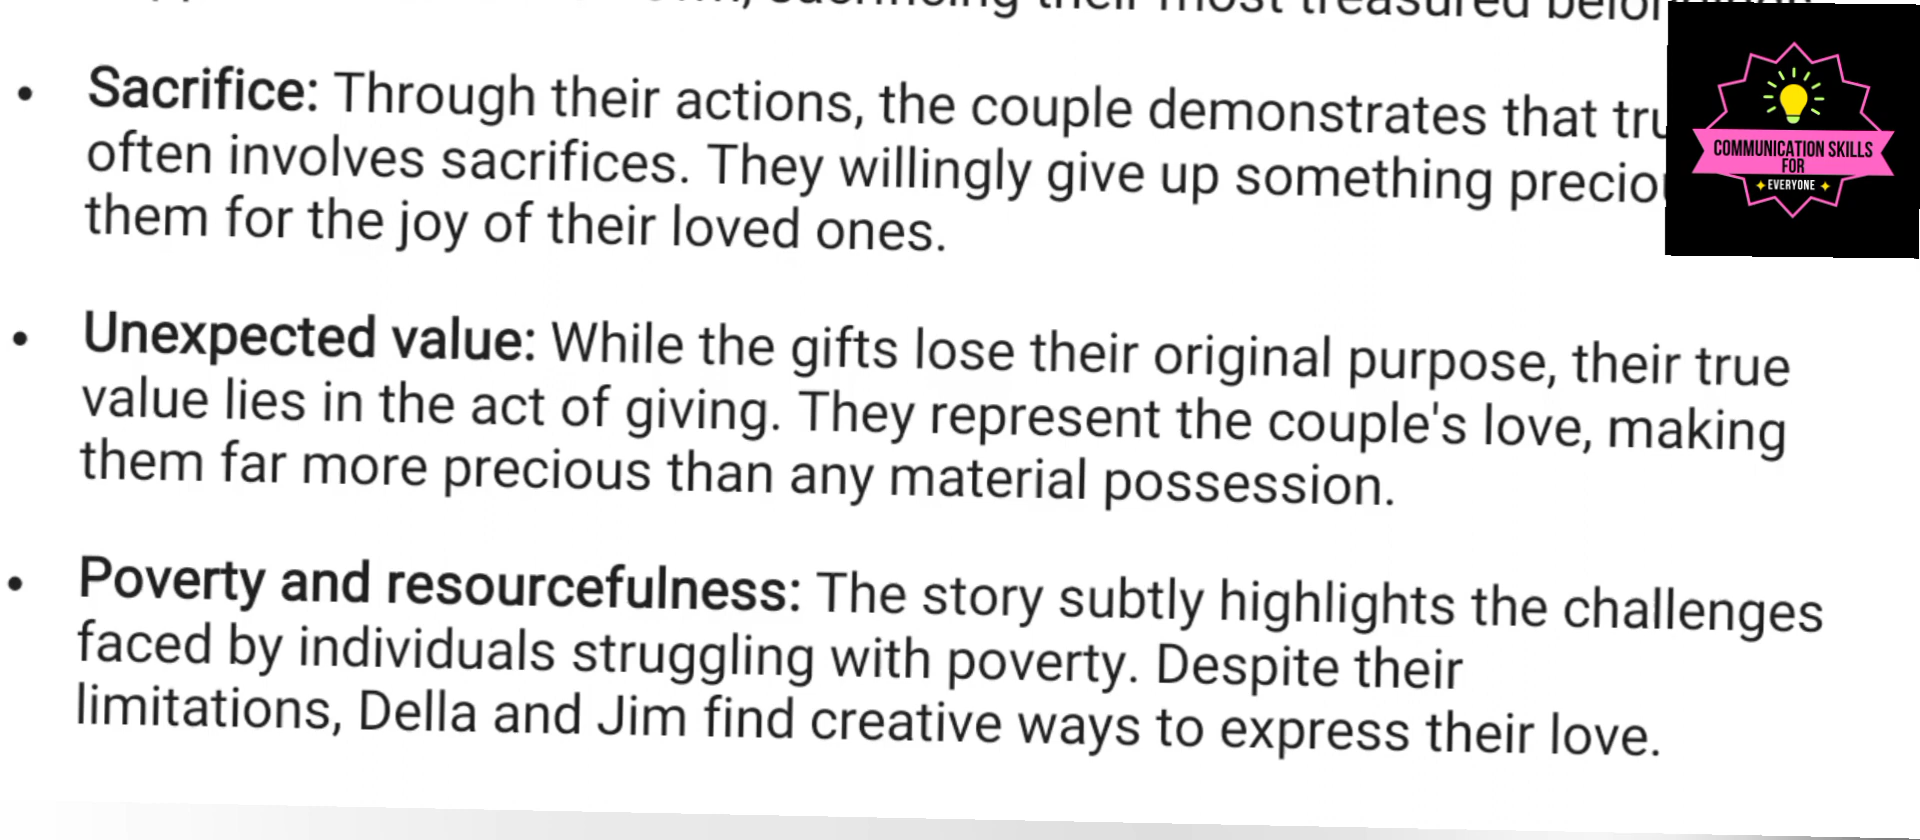 sacrificing their most treasured
• Sacrifice: Through their actions, the couple demonstrates that
often involves sacrifices. They willingly give up something
them for the joy of their loved ones.
• Unexpected value: While the gifts lose their original purpose, their true
value lies in the act of giving. They represent the couple's love, making
them far more precious than any material possession.
• Poverty and resourcefulness: The story subtly highlights the challenges
faced by individuals struggling with poverty. Despite their
limitations, Della and Jim find creative ways to express their love.
COMMUNICATION SKILLS
FOR
EVERYONE